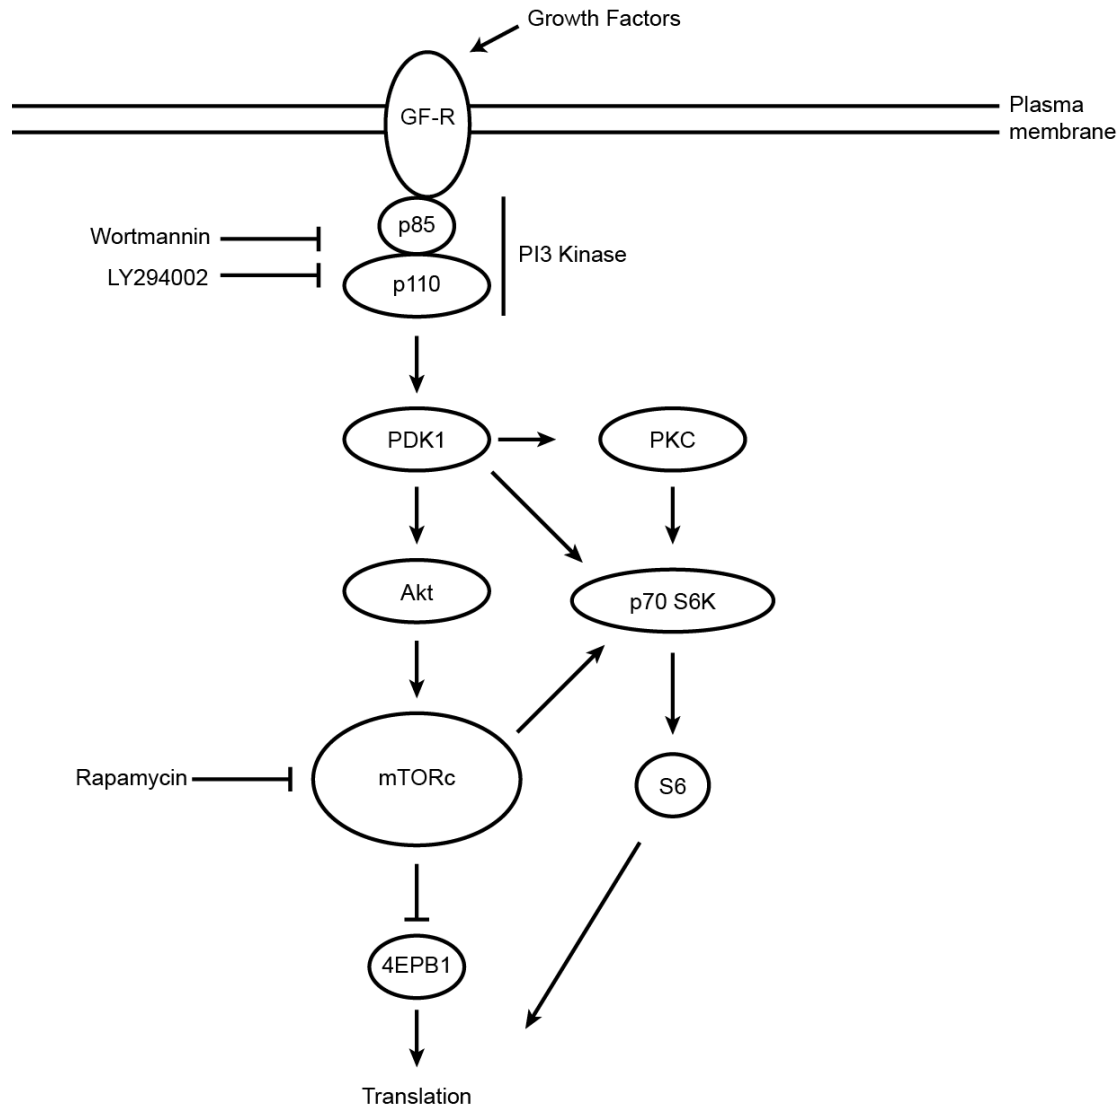 Growth Factors
GF-R
Plasma
membrane
p85
Wortmannin
PI3 Kinase
LY294002
p110
PDK1
PKC
Akt
p70 S6K
Rapamycin
mTORc
S6
4EPB1
Translation